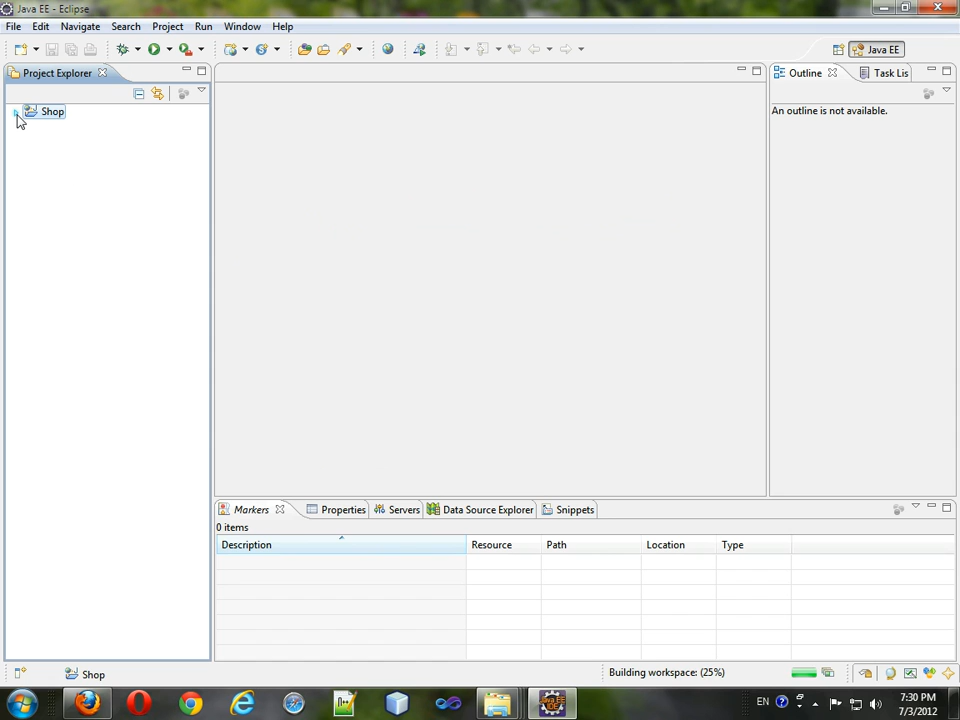 Java EE - Eclipse
File Edit Navigate Search Project Run Window Help
Java EE
Project Explorer
Outline Task Lis
Shop
An outline is not available.
Markers Properties Servers Data Source Explorer Snippets
0 items
Description Resource Path Location Type
Shop Building workspace: (25%)
EN 7:30 PM
7/3/2012